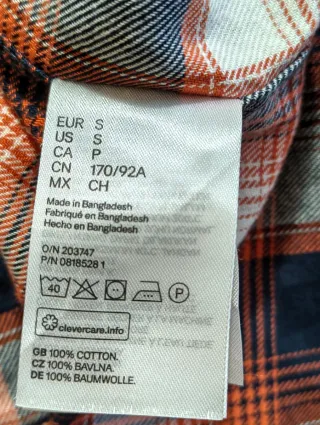 EUR S
US S
CA P
CN 170/92A
MX CH
Made in Bangladesh
Fabriqué en Bangladesh
Hecho en Bangladesh
O/N 203747
P/N 0818528 1
40 P
clevercare.info
GB 100% COTTON.
CZ 100% BAVLNA.
DE 100% BAUMWOLLE.